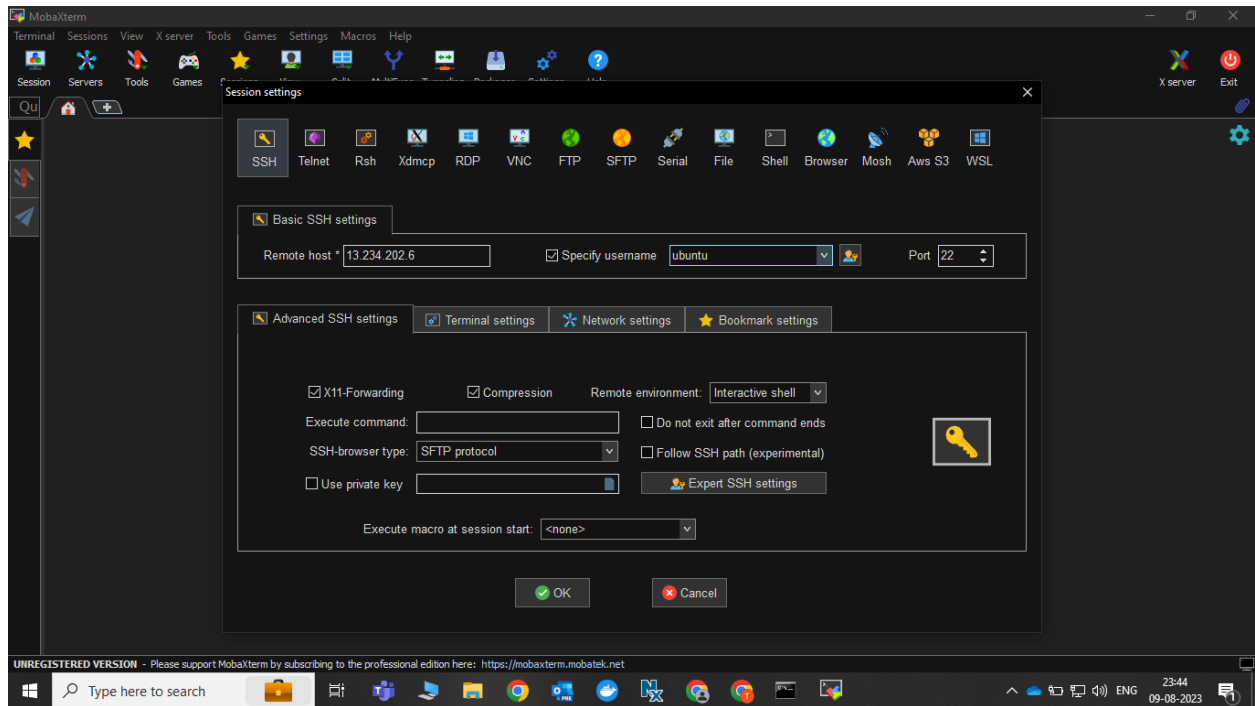 MobaXterm
Terminal Sessions View X server Tools Games Settings Macros Help
Session Servers Tools Games X server Exit
Qu
Session settings
SSH Telnet Rsh Xdmcp RDP VNC FTP SFTP Serial File Shell Browser Mosh Aws S3 WSL
Basic SSH settings
Remote host * 13.234.202.6 Specify username ubuntu Port 22
Advanced SSH settings Terminal settings Network settings Bookmark settings
X11-Forwarding Compression Remote environment: Interactive shell
Execute command: Do not exit after command ends
SSH-browser type: SFTP protocol Follow SSH path (experimental)
Use private key Expert SSH settings
Execute macro at session start: <none>
OK Cancel
UNREGISTERED VERSION - Please support MobaXterm by subscribing to the professional edition here: https://mobaxterm.mobatek.net
Type here to search ENG 23:44
09-08-2023